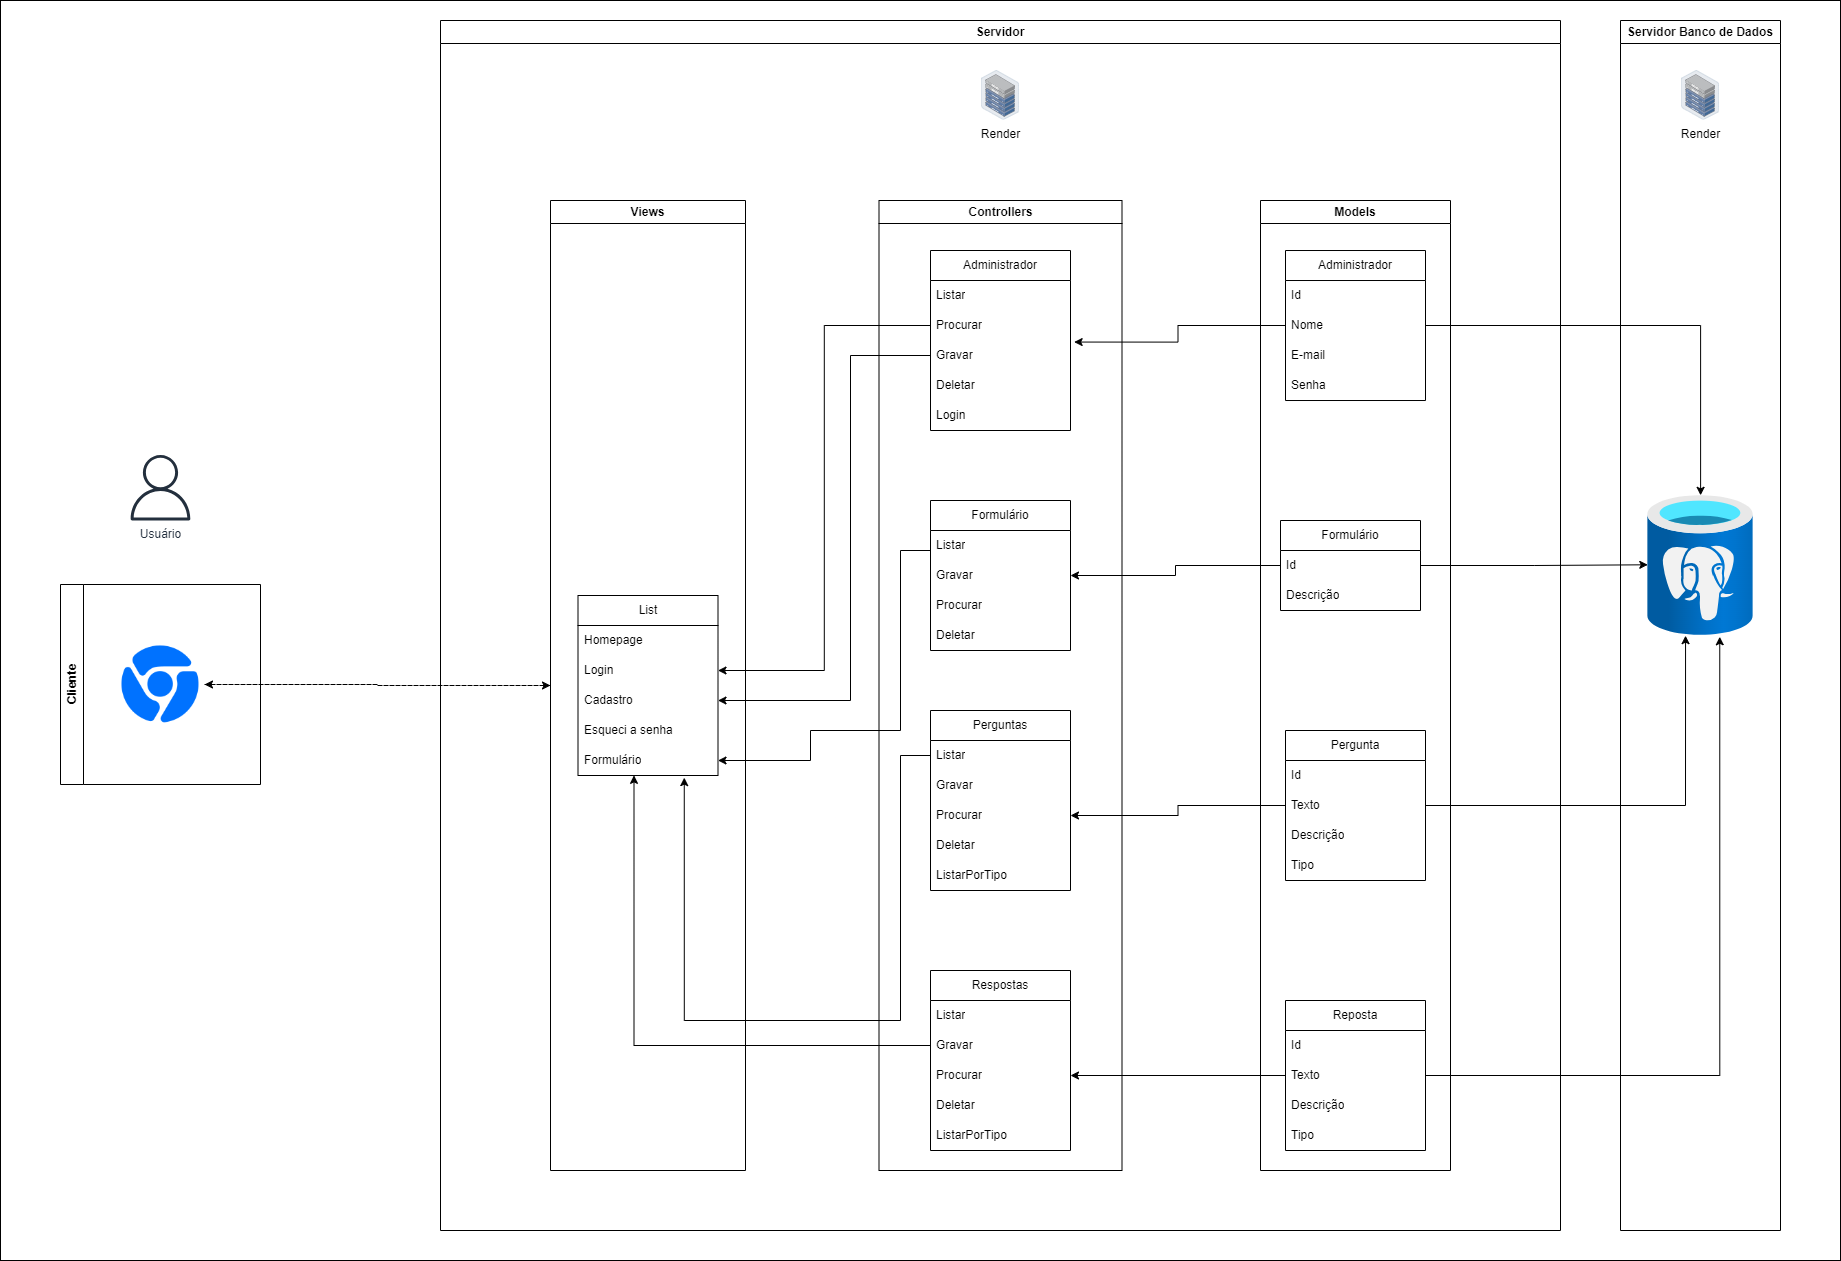 Servidor
Servidor Banco de Dados
Render
Render
Views
Controllers
Models
Administrador
Listar
Procurar
Gravar
Deletar
Login
Administrador
Id
Nome
E-mail
Senha
Usuário
Cliente
List
Homepage
Login
Cadastro
Esqueci a senha
Formulário
Formulário
Listar
Gravar
Procurar
Deletar
Formulário
Id
Descrição
Perguntas
Listar
Gravar
Procurar
Deletar
ListarPorTipo
Pergunta
Id
Texto
Descrição
Tipo
Respostas
Listar
Gravar
Procurar
Deletar
ListarPorTipo
Reposta
Id
Texto
Descrição
Tipo